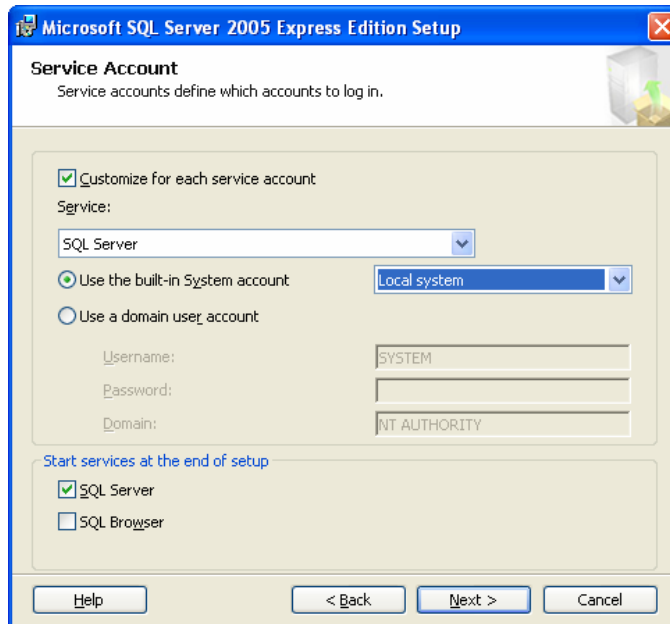 Microsoft SQL Server 2005 Express Edition Setup
Service Account
Service accounts define which accounts to log in.
Customize for each service account
Service:
SQL Server
Use the built-in System account
Local system
Use a domain user account
Username:
SYSTEM
Password:
Domain:
NT AUTHORITY
Start services at the end of setup
SQL Server
SQL Browser
Help
< Back
Next >
Cancel